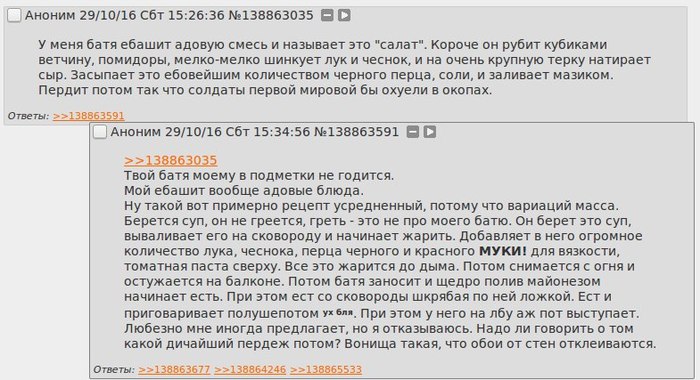 Аноним 29/10/16 Сбт 15:26:36 №138863035
У меня батя ебашит адовую смесь и называет это "салат". Короче он рубит кубиками
ветчину, помидоры, мелко-мелко шинкует лук и чеснок, и на очень крупную терку натирает
сыр. Засыпает это ебовейшим количеством черного перца, соли, и заливает мазиком.
Пердит потом так что солдаты первой мировой бы охуели в окопах.
Ответы: >>138863591
Аноним 29/10/16 Сбт 15:34:56 №138863591
>>138863035
Твой батя моему в подметки не годится.
Мой ебашит вообще адовые блюда.
Ну такой вот примерно рецепт усредненный, потому что вариаций масса.
Берется суп, он не греется, греть - это не про моего батю. Он берет это суп,
вываливает его на сковороду и начинает жарить. Добавляет в него огромное
количество лука, чеснока, перца черного и красного МУКИ! для вязкости,
томатная паста сверху. Все это жарится до дыма. Потом снимается с огня и
остужается на балконе. Потом батя заносит и щедро полив майонезом
начинает есть. При этом ест со сковороды шкрябая по ней ложкой. Ест и
приговаривает полушепотом ух бля. При этом у него на лбу аж пот выступает.
Любезно мне иногда предлагает, но я отказываюсь. Надо ли говорить о том
какой дичайший пердеж потом? Вонища такая, что обои от стен отклеиваются.
Ответы: >>138863677 >>138864246 >>138865533